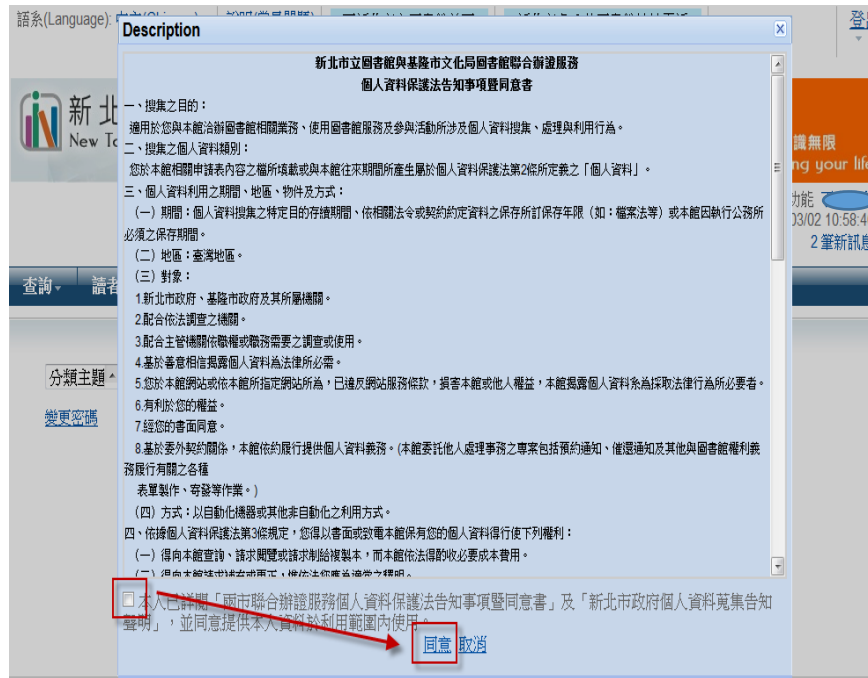 語系(Language):
登
Description
新北市立圖書館與基隆市文化局圖書館聯合辦證服務
個人資料保護法告知事項暨同意書
一、搜集之目的：
適用於您與本館洽辦圖書館相關業務、使用圖書館服務及參與活動所涉及個人資料搜集、處理與利用行為。
二、搜集之個人資料類別：
您於本館相關申請表內容之欄所填載或與本館往來期間所產生屬於個人資料保護法第2條所定義之「個人資料」。
三、個人資料利用之期間、地區、物件及方式：
（一）期間：個人資料搜集之特定目的存續期間、依相關法令或契約約定資料之保存所訂保存年限（如：檔案法等）或本館因執行公務所
必須之保存期間。
（二）地區：臺灣地區。
（三）對象：
1.新北市政府、基隆市政府及其所屬機關。
2.配合依法調查之機關。
3.配合主管機關依職權或職務需要之調查或使用。
4.基於善意相信揭露個人資料為法律所必需。
5.您於本館網站或依本館所指定網站所為，已違反網站服務條款，損害本館或他人權益，本館揭露個人資料系為採取法律行為所必要者。
6.有利於您的權益。
7.經您的書面同意。
8.基於委外契約關係，本館依約履行提供個人資料義務。(本館委託他人處理事務之專案包括預約通知、催還通知及其他與圖書館權利義
務履行有關之各種
表單製作、寄發等作業。)
（四）方式：以自動化機器或其他非自動化之利用方式。
四、依據個人資料保護法第3條規定，您得以書面或致電本館保有您的個人資料得行使下列權利：
（一）得向本館查詢、請求閱覽或請求制給複製本，而本館依法得酌收必要成本費用。
本人已詳閱「兩市聯合辦證服務個人資料保護法告知事項暨同意書」及「新北市政府個人資料蒐集告知
聲明」，並同意提供本人資料於利用範圍內使用。
同意 取消
新北
New
識無限
ng your life
功能
03/02 10:58:4
2 筆新訊息
查詢 讀者
分類主題
變更密碼